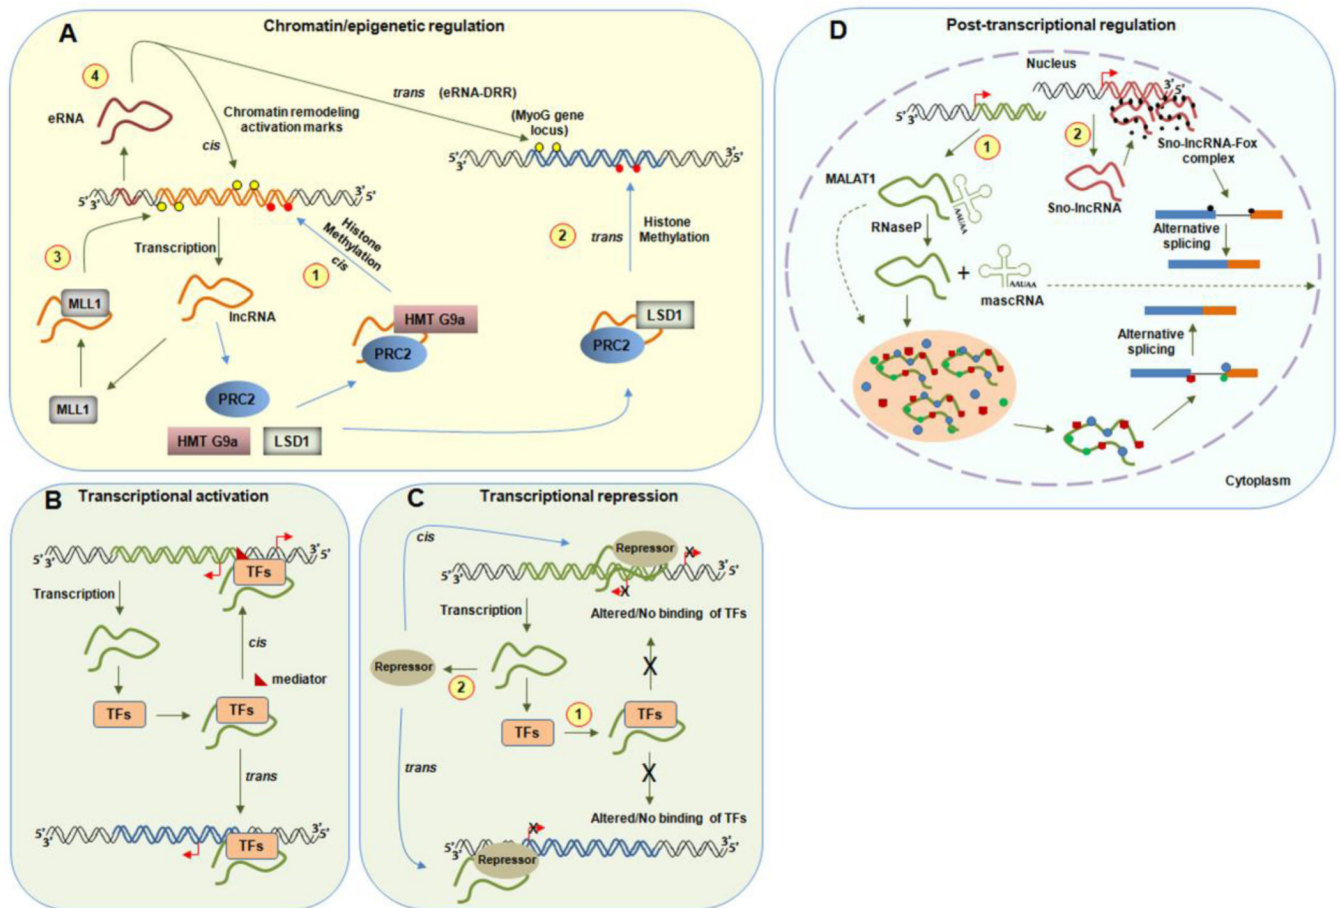 A
Chromatin/epigenetic regulation
4
eRNA
trans (eRNA-DRR)
Chromatin remodeling
activation marks
cis
(MyoG gene
locus)
5’
3’
3’
5’
5’
3’
3’
5’
3
Transcription
Histone
Methylation
cis
1
2
trans
Histone
Methylation
MLL1
lncRNA
HMT G9a
PRC2
LSD1
PRC2
MLL1
PRC2
HMT G9a
LSD1
B
Transcriptional activation
5’
3’
3’
5’
TFs
Transcription
cis
mediator
TFs
TFs
trans
5’
3’
3’
5’
TFs
C
Transcriptional repression
cis
Repressor
X
5’
3’
3’
5’
X
Transcription
Altered/No binding of TFs
Repressor
2
X
TFs
1
TFs
trans
X
Altered/No binding of TFs
X
5’
3’
3’
5’
Repressor
D
Post-transcriptional regulation
Nucleus
3’
5’
5’
3’
1
2
Sno-lncRNA-Fox
complex
MALAT1
AAUAA
Sno-lncRNA
RNaseP
Alternative
splicing
+
AAUAA
mascRNA
Alternative
splicing
Cytoplasm